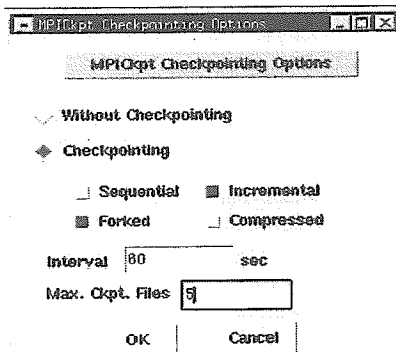 MPICkpt Checkpointing Options
MPICkpt Checkpointing Options
Without Checkpointing
Checkpointing
Sequential Incremental
Forked Compressed
Interval 60 sec
Max. Ckpt. Files 5
OK Cancel